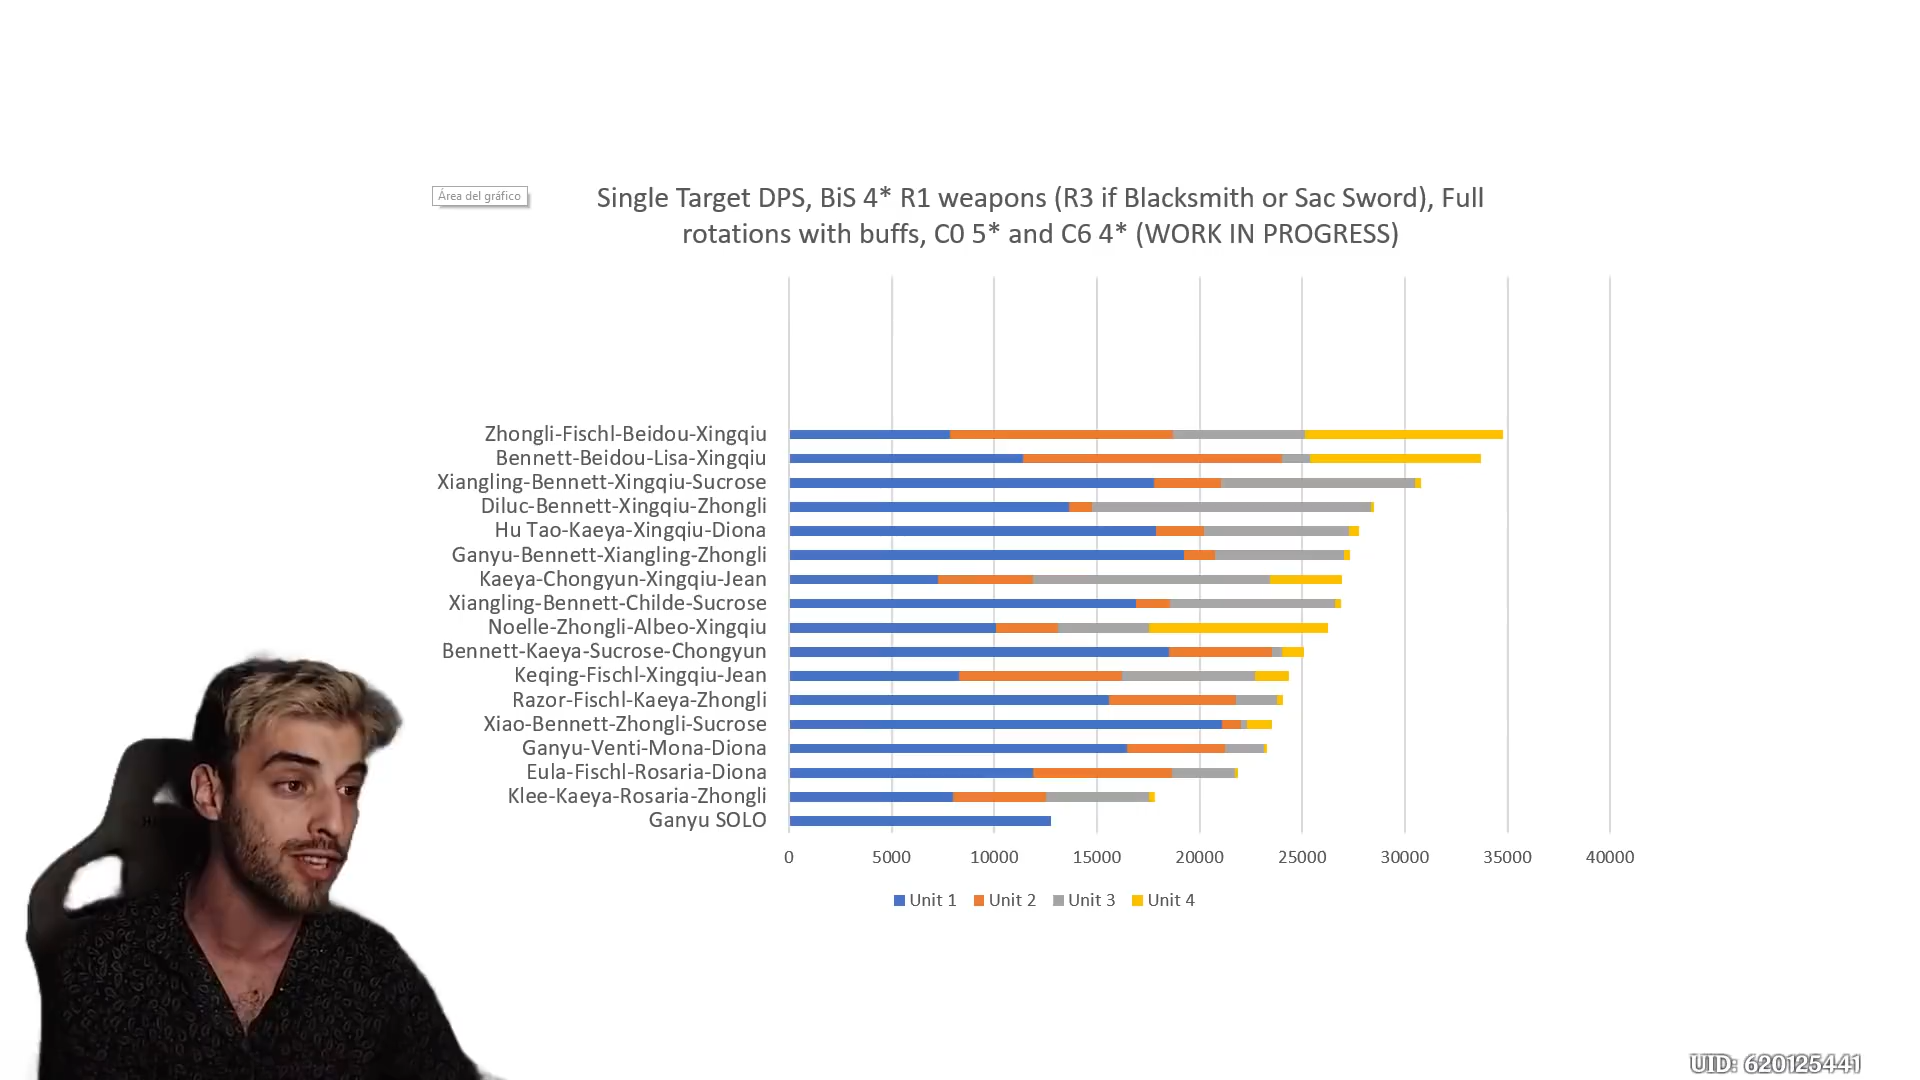 Área del gráfico
Single Target DPS, BiS 4* R1 weapons (R3 if Blacksmith or Sac Sword), Full
rotations with buffs, C0 5* and C6 4* (WORK IN PROGRESS)
Zhongli-Fischl-Beidou-Xingqiu
Bennett-Beidou-Lisa-Xingqiu
Xiangling-Bennett-Xingqiu-Sucrose
Diluc-Bennett-Xingqiu-Zhongli
Hu Tao-Kaeya-Xingqiu-Diona
Ganyu-Bennett-Xiangling-Zhongli
Kaeya-Chongyun-Xingqiu-Jean
Xiangling-Bennett-Childe-Sucrose
Noelle-Zhongli-Albeo-Xingqiu
Bennett-Kaeya-Sucrose-Chongyun
Keqing-Fischl-Xingqiu-Jean
Razor-Fischl-Kaeya-Zhongli
Xiao-Bennett-Zhongli-Sucrose
Ganyu-Venti-Mona-Diona
Eula-Fischl-Rosaria-Diona
Klee-Kaeya-Rosaria-Zhongli
Ganyu SOLO
0 5000 10000 15000 20000 25000 30000 35000 40000
Unit 1 Unit 2 Unit 3 Unit 4
UID: 620125441